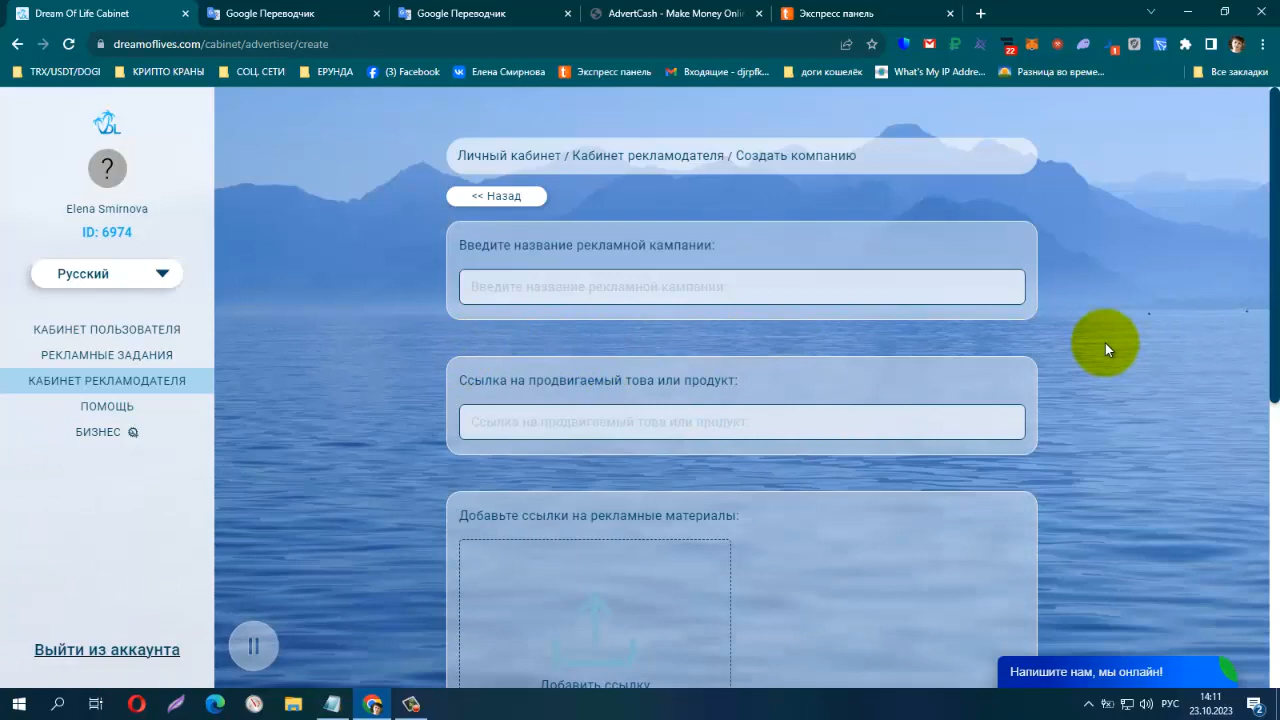 Dream Of Life Cabinet
Google Переводчик
Google Переводчик
AdvertCash - Make Money Onli
Экспресс панель
dreamoflives.com/cabinet/advertiser/create
22
1
TRX/USDT/DOGI
КРИПТО КРАНЫ
СОЦ. СЕТИ
ЕРУНДА
(3) Facebook
Елена Смирнова
Экспресс панель
Входящие - djrpfk...
доги кошелёк
What's My IP Addre...
Разница во време...
Все закладки
DL
?
Elena Smirnova
ID: 6974
Русский
КАБИНЕТ ПОЛЬЗОВАТЕЛЯ
РЕКЛАМНЫЕ ЗАДАНИЯ
КАБИНЕТ РЕКЛАМОДАТЕЛЯ
ПОМОЩЬ
БИЗНЕС
Выйти из аккаунта
Личный кабинет / Кабинет рекламодателя / Создать компанию
<< Назад
Введите название рекламной кампании:
Введите название рекламной кампании:
Ссылка на продвигаемый това или продукт:
Ссылка на продвигаемый това или продукт:
Добавьте ссылки на рекламные материалы:
Добавить ссылку
Напишите нам, мы онлайн!
РУС
14:11
23.10.2023
2